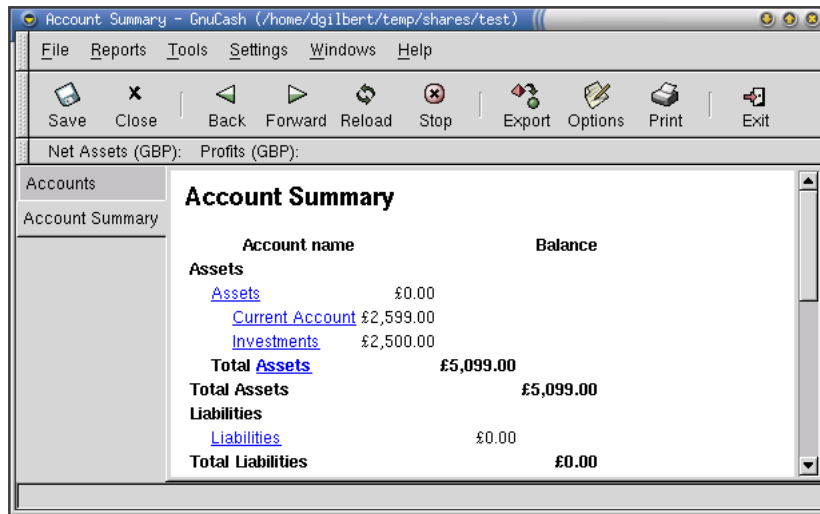 Account Summary - GnuCash (/home/dgilbert/temp/shares/test)
File Reports Tools Settings Windows Help
Save Close Back Forward Reload Stop Export Options Print Exit
Net Assets (GBP): Profits (GBP):
Accounts
Account Summary
Account Summary
Account name Balance
Assets
Assets £0.00
Current Account £2,599.00
Investments £2,500.00
Total Assets £5,099.00
Total Assets £5,099.00
Liabilities
Liabilities £0.00
Total Liabilities £0.00